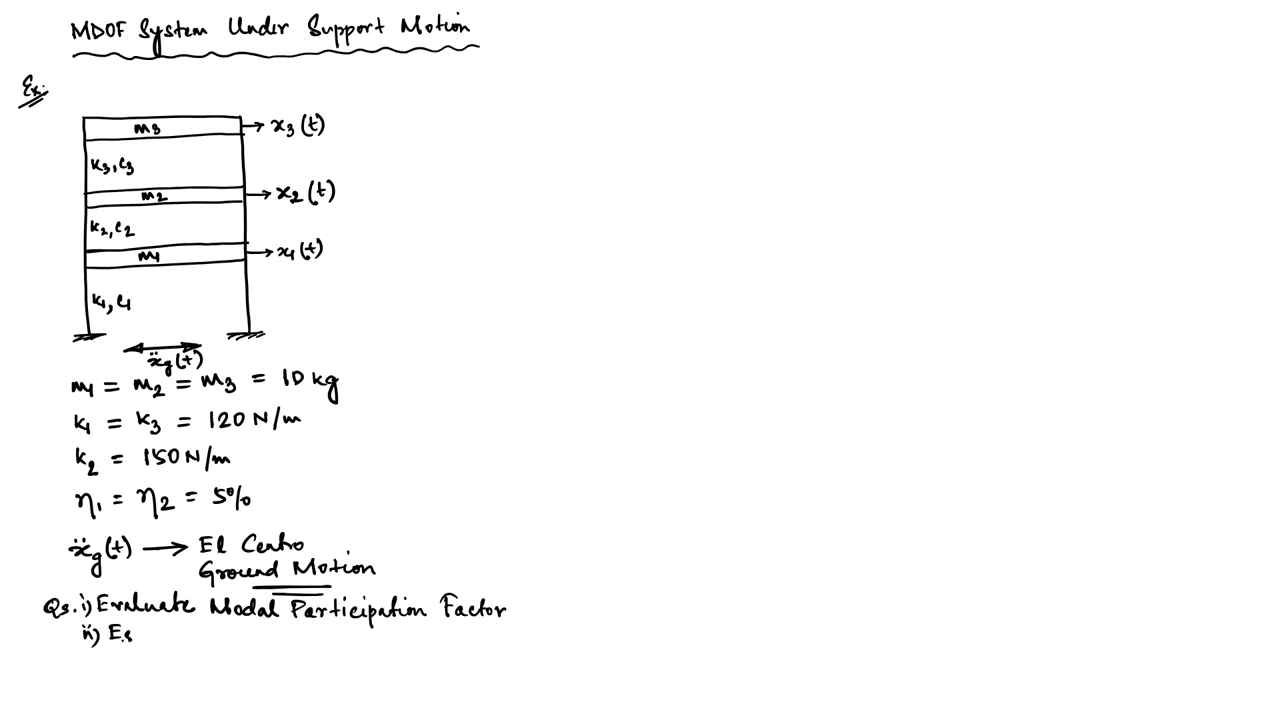 MDOF System Under Support Motion
Ex.
m3
x3(t)
k3, c3
m2
x2(t)
k2, c2
m1
x1(t)
k1, c1
ẍg(t)
m1 = m2 = m3 = 10 kg
k1 = k3 = 120 N/m
k2 = 150 N/m
η1 = η2 = 5%
ẍg(t) → El Centro
Ground Motion
Qs. i) Evaluate Modal Participation Factor
ii) Es